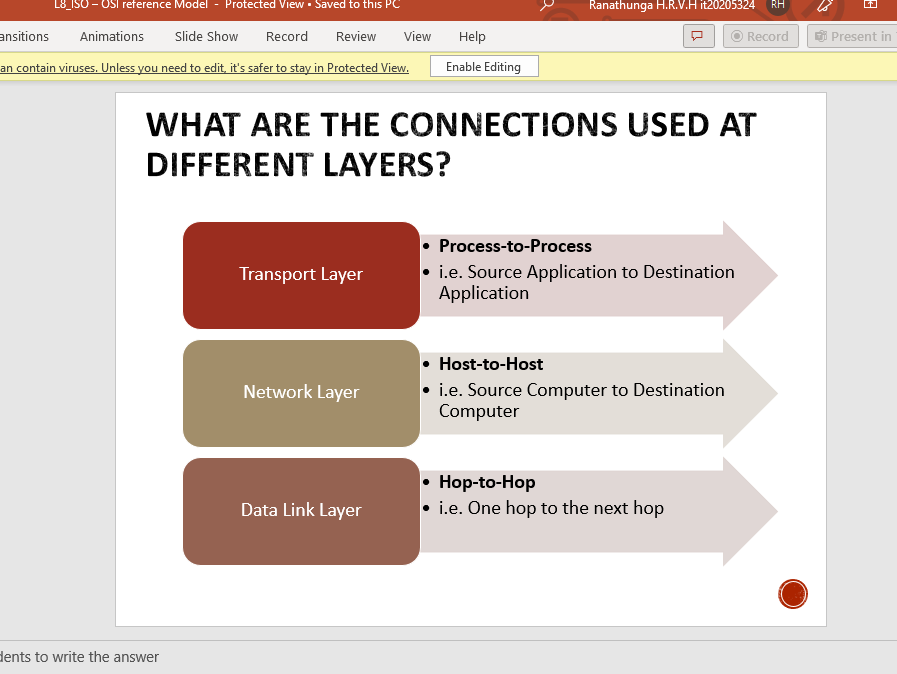 L8_ISO – OSI reference Model - Protected View • Saved to this PC
Ranathunga H.R.V.H it20205324
RH
ansitions Animations Slide Show Record Review View Help
Record
Present in
an contain viruses. Unless you need to edit, it's safer to stay in Protected View.
Enable Editing
WHAT ARE THE CONNECTIONS USED AT
DIFFERENT LAYERS?
Transport Layer
• Process-to-Process
• i.e. Source Application to Destination
Application
Network Layer
• Host-to-Host
• i.e. Source Computer to Destination
Computer
Data Link Layer
• Hop-to-Hop
• i.e. One hop to the next hop
dents to write the answer